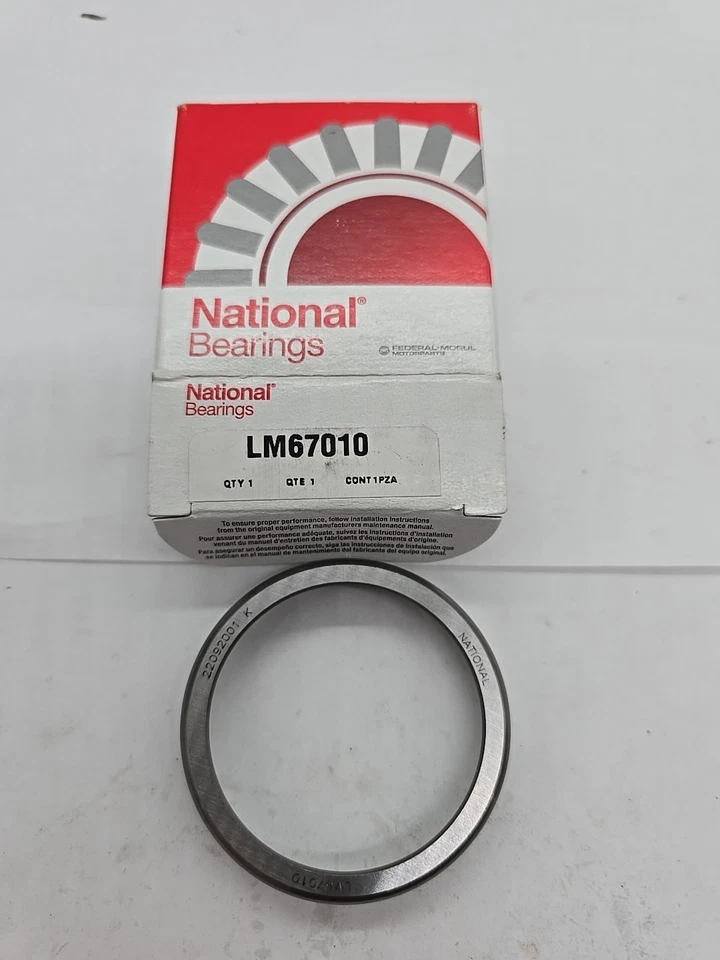 National®
Bearings
FEDERAL-MOGUL
MOTORPARTS
National®
Bearings
LM67010
QTY 1 QTE 1 CONT 1PZA
To ensure proper performance, follow installation instructions
from the original equipment manufacturers maintenance manual.
Pour assurer une performance adéquate, suivez les instructions d'installation
venant du manuel d'entretien des fabricants d'équipements d'origine.
Para asegurar un desempeño correcto, siga las instrucciones de instalación que
se indican en el manual de mantenimiento del fabricants del equipo original.
22092001 K
NATIONAL
LM67010